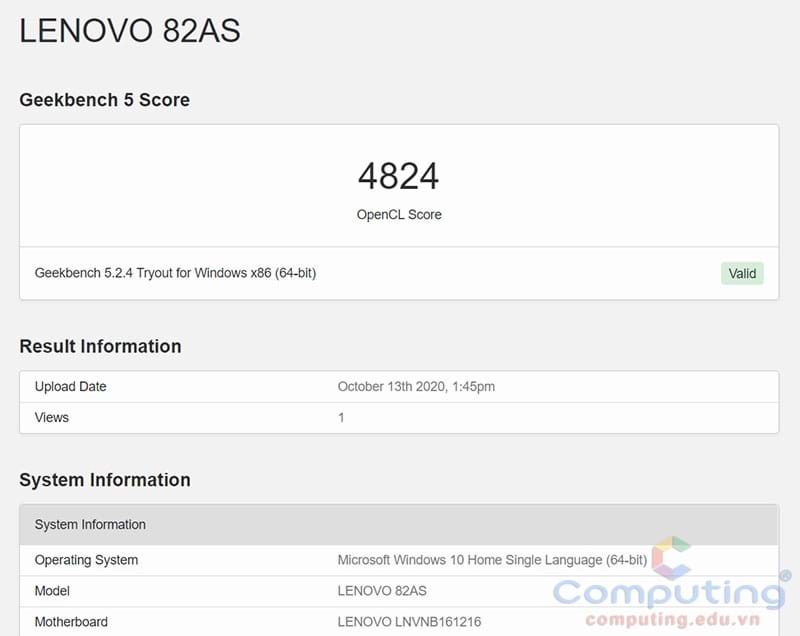 LENOVO 82AS
Geekbench 5 Score
4824
OpenCL Score
Geekbench 5.2.4 Tryout for Windows x86 (64-bit) Valid
Result Information
Upload Date October 13th 2020, 1:45pm
Views 1
System Information
System Information
Operating System Microsoft Windows 10 Home Single Language (64-bit)
Model LENOVO 82AS
Motherboard LENOVO LNVNB161216
Computing®
computing.edu.vn